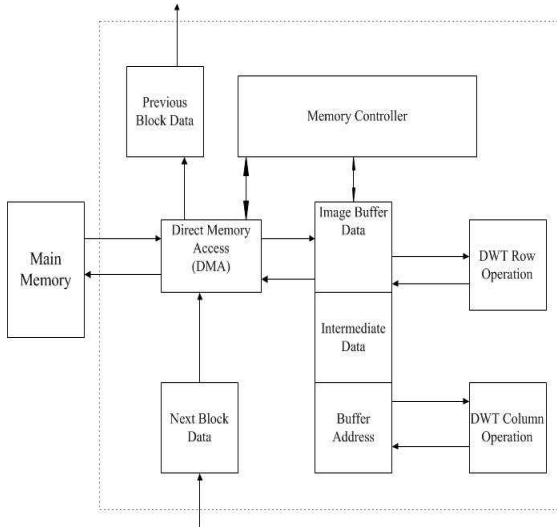 Previous
Block Data
Memory Controller
Main
Memory
Direct Memory
Access
(DMA)
Image Buffer
Data
DWT Row
Operation
Intermediate
Data
Next Block
Data
Buffer
Address
DWT Column
Operation